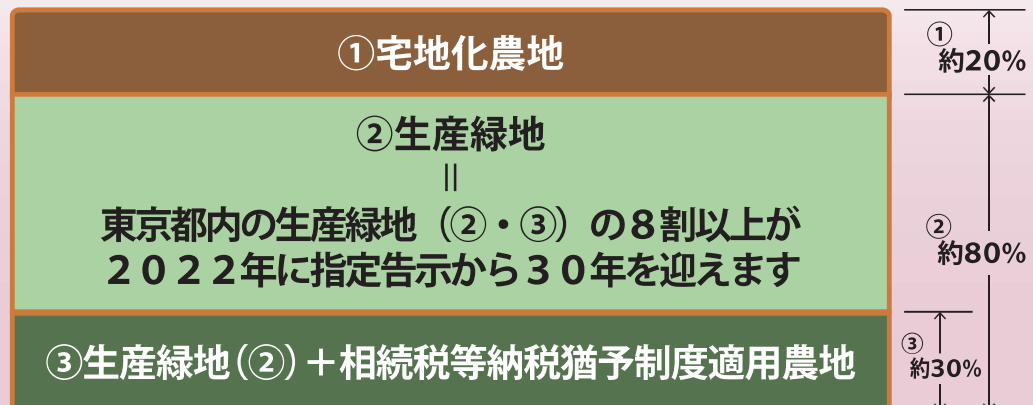 ①宅地化農地
②生産緑地
＝
東京都内の生産緑地（②・③）の８割以上が
２０２２年に指定告示から３０年を迎えます
③生産緑地（②）＋相続税等納税猶予制度適用農地
①
約20%
②
約80%
③
約30%